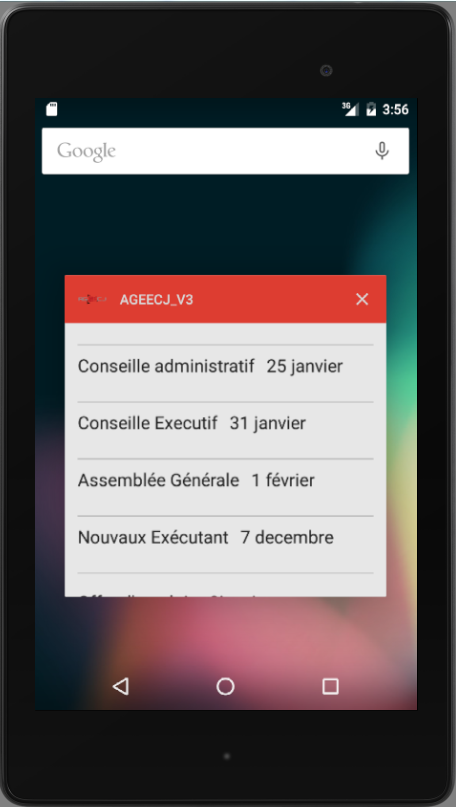 3G 3:56
Google
AGEECJ_V3
Conseille administratif 25 janvier
Conseille Executif 31 janvier
Assemblée Générale 1 février
Nouvaux Exécutant 7 decembre